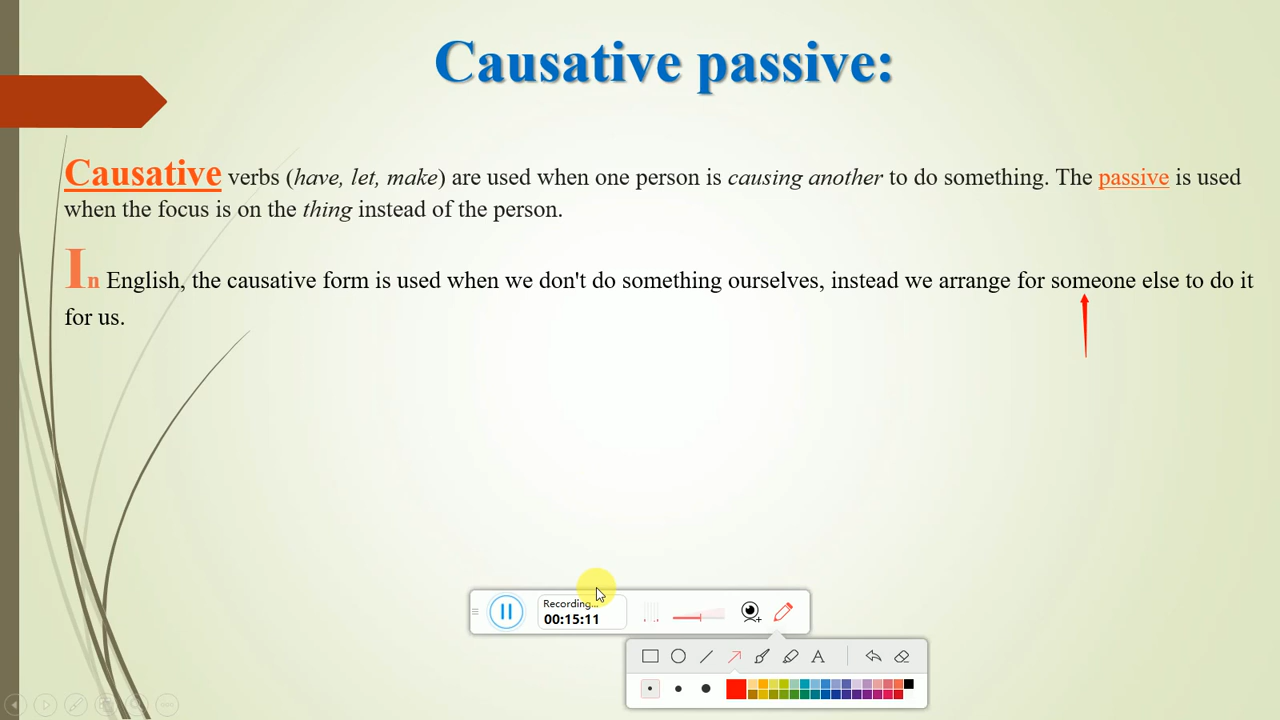 Causative passive:
Causative verbs (have, let, make) are used when one person is causing another to do something. The passive is used
when the focus is on the thing instead of the person.
In English, the causative form is used when we don't do something ourselves, instead we arrange for someone else to do it
for us.
Recording...
00:15:11
A